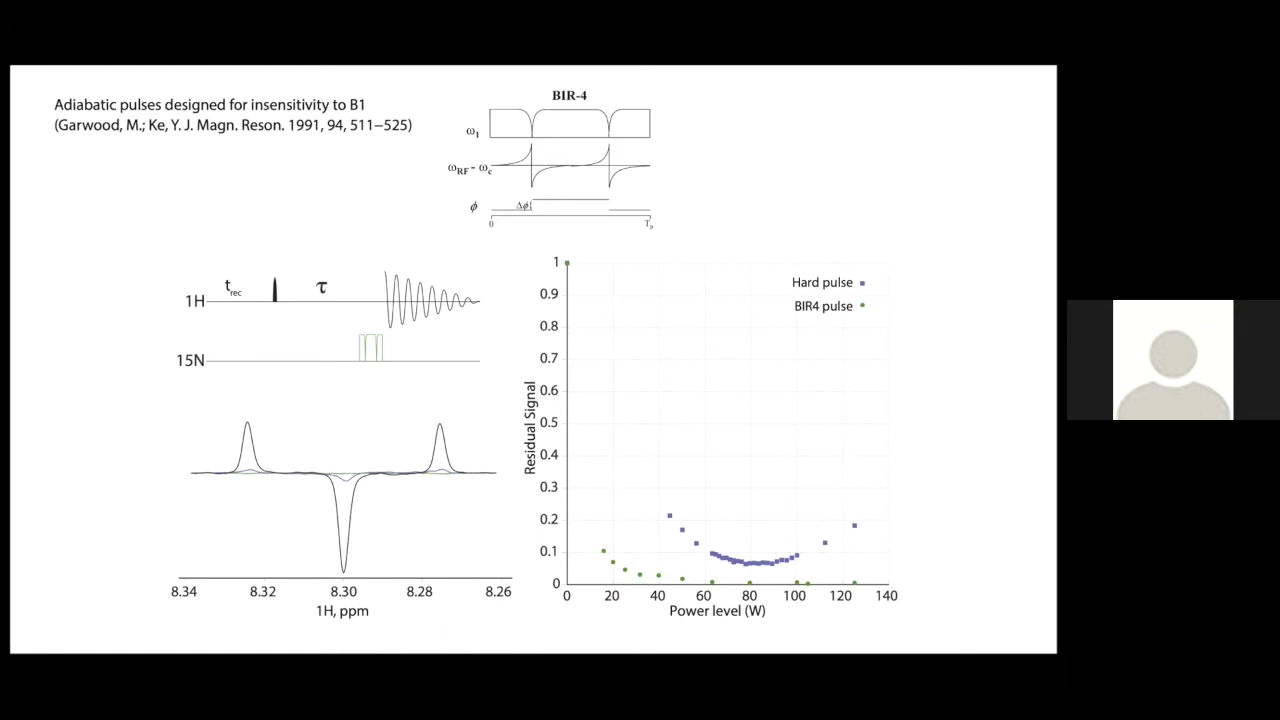 Adiabatic pulses designed for insensitivity to B1
(Garwood, M.; Ke, Y. J. Magn. Reson. 1991, 94, 511–525)
BIR-4
ω1
ωRF - ωc
ϕ
Δϕ
0
Tp
trec
τ
1H
15N
8.34
8.32
8.30
8.28
8.26
1H, ppm
1
0.9
0.8
0.7
0.6
0.5
0.4
0.3
0.2
0.1
0
Residual Signal
Hard pulse
BIR4 pulse
0
20
40
60
80
100
120
140
Power level (W)